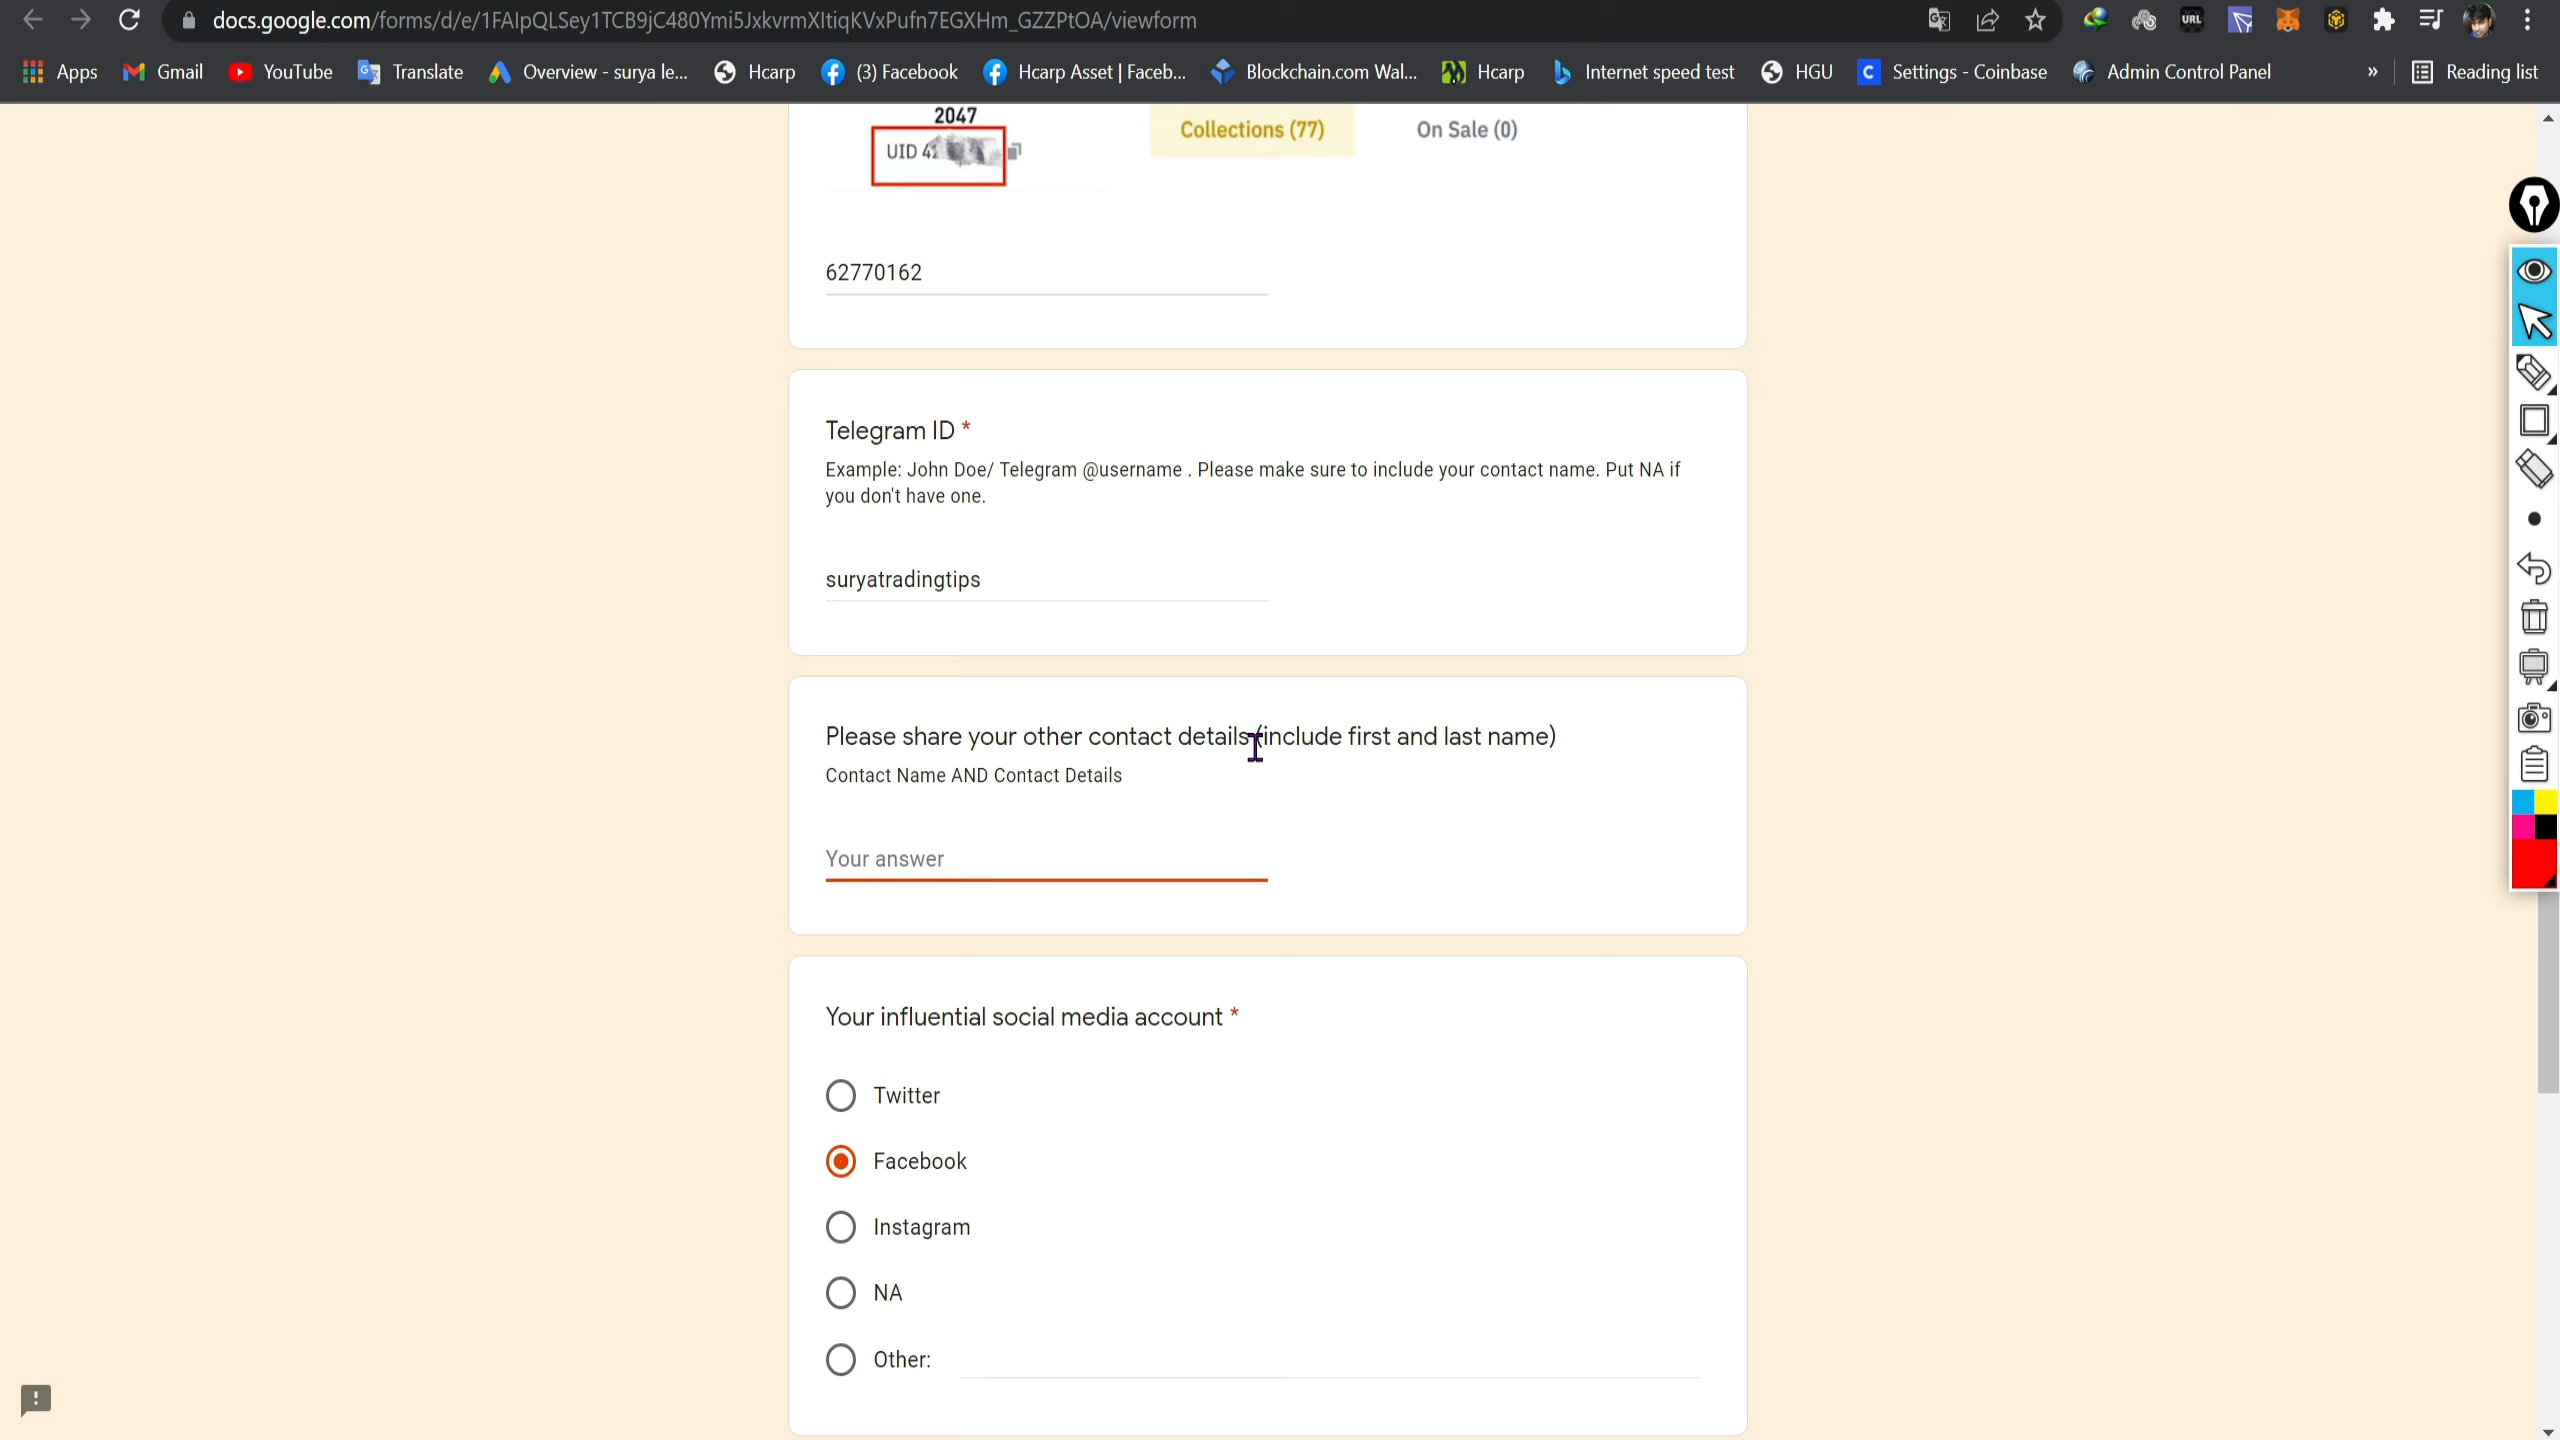 docs.google.com/forms/d/e/1FAIpQLSey1TCB9jC480Ymi5JxkvrmXItiqKVxPufn7EGXHm_GZZPtOA/viewform
URL
Apps Gmail YouTube Translate Overview - surya le... Hcarp (3) Facebook Hcarp Asset | Faceb... Blockchain.com Wal... Hcarp Internet speed test HGU Settings - Coinbase Admin Control Panel » Reading list
2047
UID
Collections (77)
On Sale (0)
62770162
Telegram ID *
Example: John Doe/ Telegram @username . Please make sure to include your contact name. Put NA if
you don't have one.
suryatradingtips
Please share your other contact details (include first and last name)
Contact Name AND Contact Details
Your answer
Your influential social media account *
Twitter
Facebook
Instagram
NA
Other: